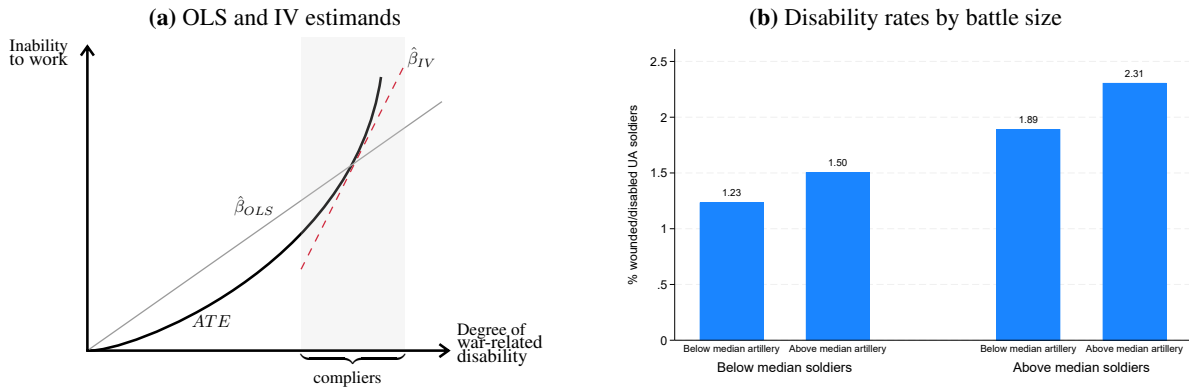 (a) OLS and IV estimands
Inability
to work
β̂IV
β̂OLS
ATE
Degree of
war-related
disability
compliers
(b) Disability rates by battle size
% wounded/disabled UA soldiers
2.5
2
1.5
1
.5
0
1.23
1.50
1.89
2.31
Below median artillery Above median artillery Below median artillery Above median artillery
Below median soldiers Above median soldiers